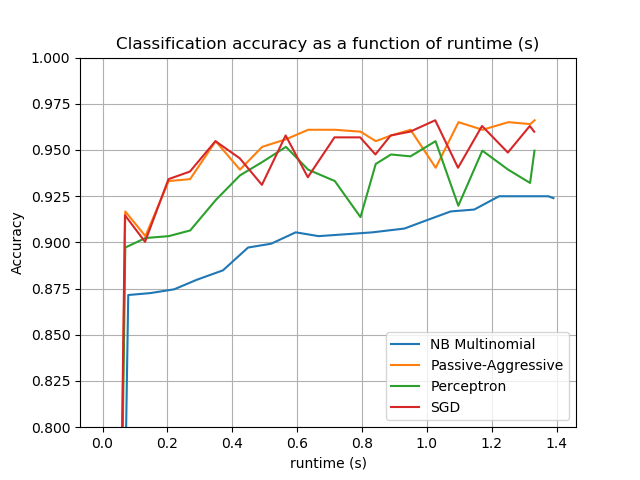 Classification accuracy as a function of runtime (s)
1.000
0.975
0.950
0.925
0.900
0.875
0.850
0.825
0.800
Accuracy
NB Multinomial
Passive-Aggressive
Perceptron
SGD
0.0 0.2 0.4 0.6 0.8 1.0 1.2 1.4
runtime (s)